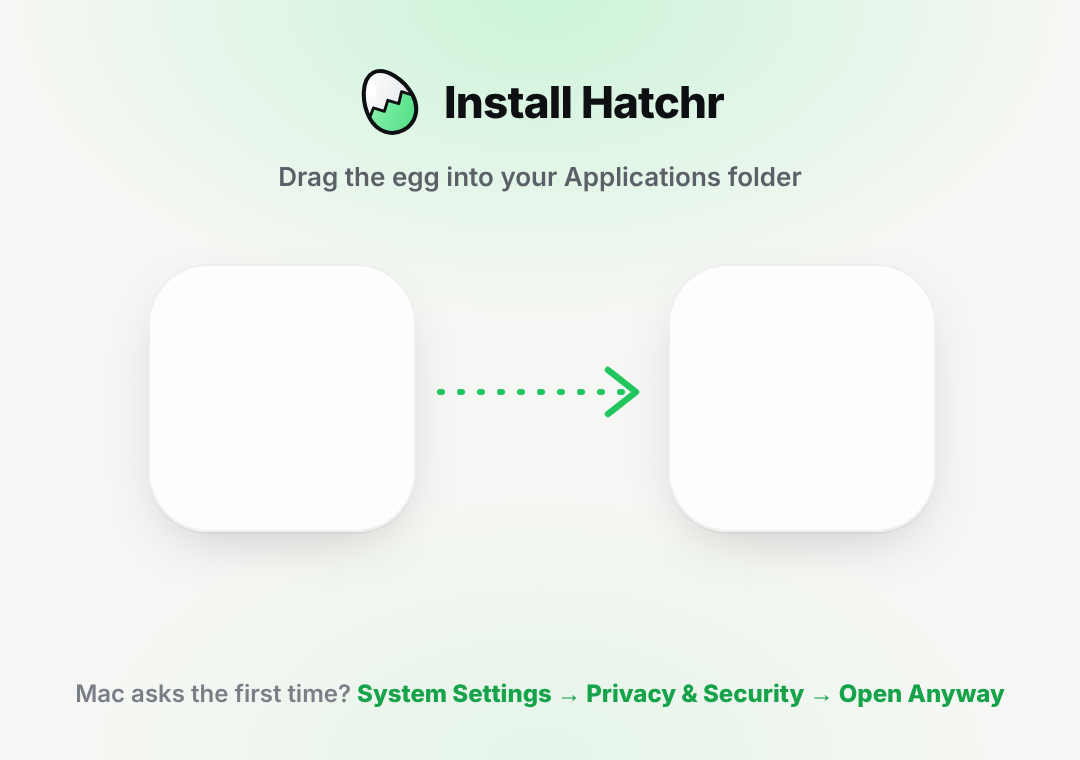 Install Hatchr
Drag the egg into your Applications folder
Mac asks the first time? System Settings → Privacy & Security → Open Anyway